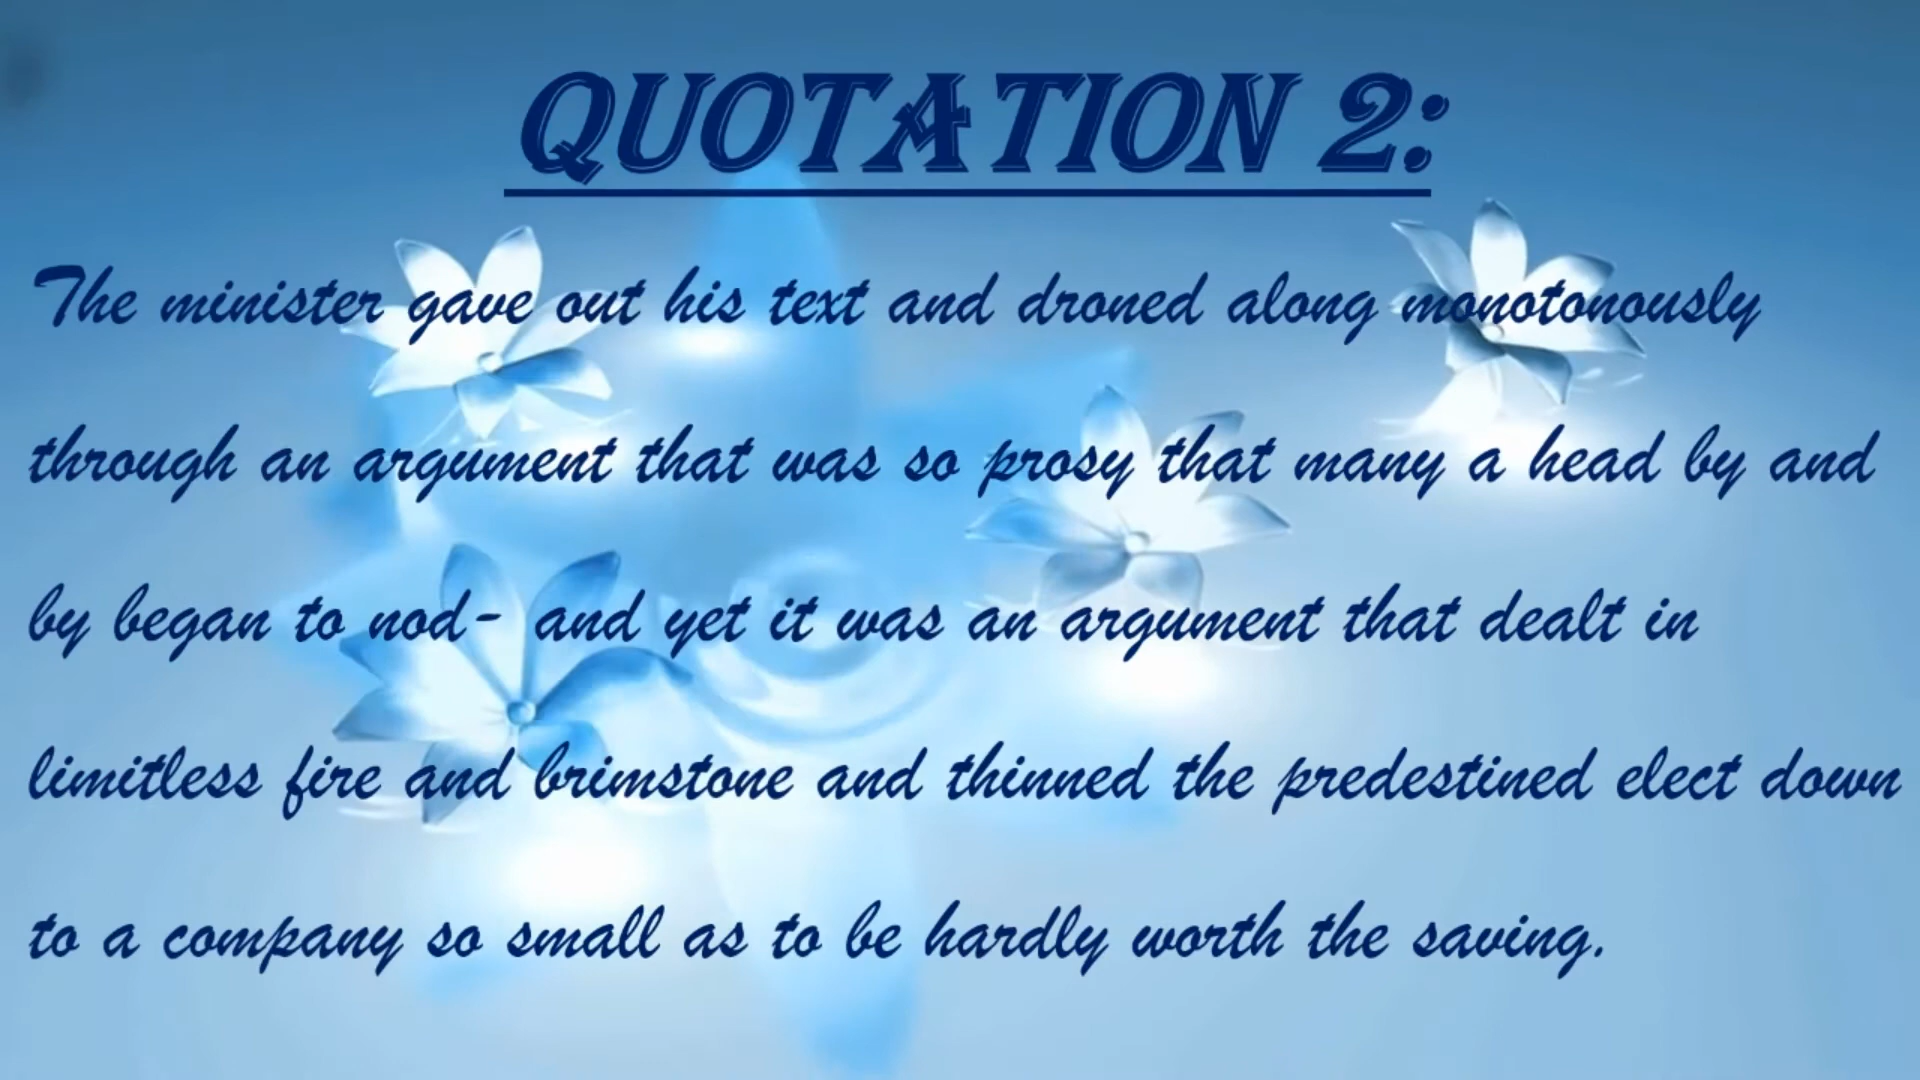 QUOTATION 2:
The minister gave out his text and droned along monotonously
through an argument that was so prosy that many a head by and
by began to nod- and yet it was an argument that dealt in
limitless fire and brimstone and thinned the predestined elect down
to a company so small as to be hardly worth the saving.